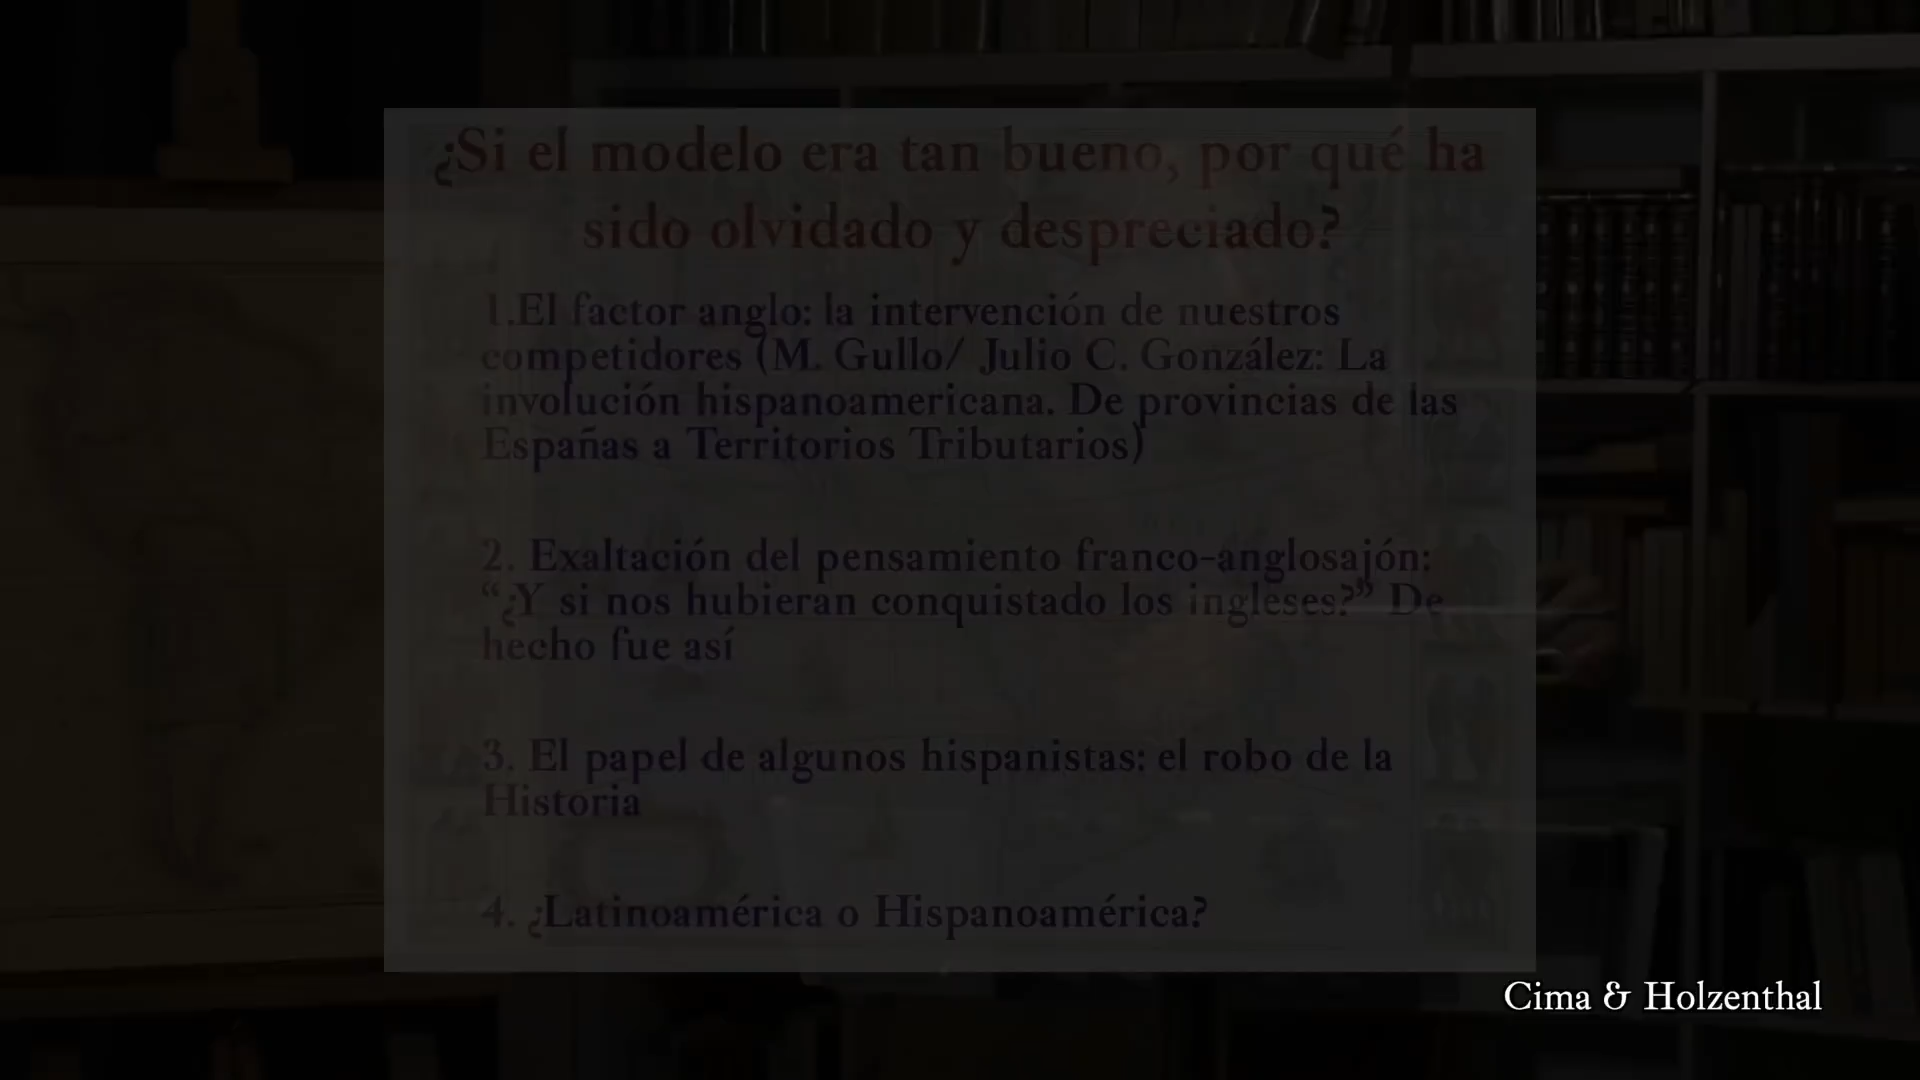 ¿Si el modelo era tan bueno, por qué ha
sido olvidado y despreciado?
1.El factor anglo: la intervención de nuestros
competidores (M. Gullo/ Julio C. González: La
involución hispanoamericana. De provincias de las
Españas a Territorios Tributarios)
2. Exaltación del pensamiento franco-anglosajón:
“¿Y si nos hubieran conquistado los ingleses?” De
hecho fue así
3. El papel de algunos hispanistas: el robo de la
Historia
4. ¿Latinoamérica o Hispanoamérica?
Cima & Holzenthal